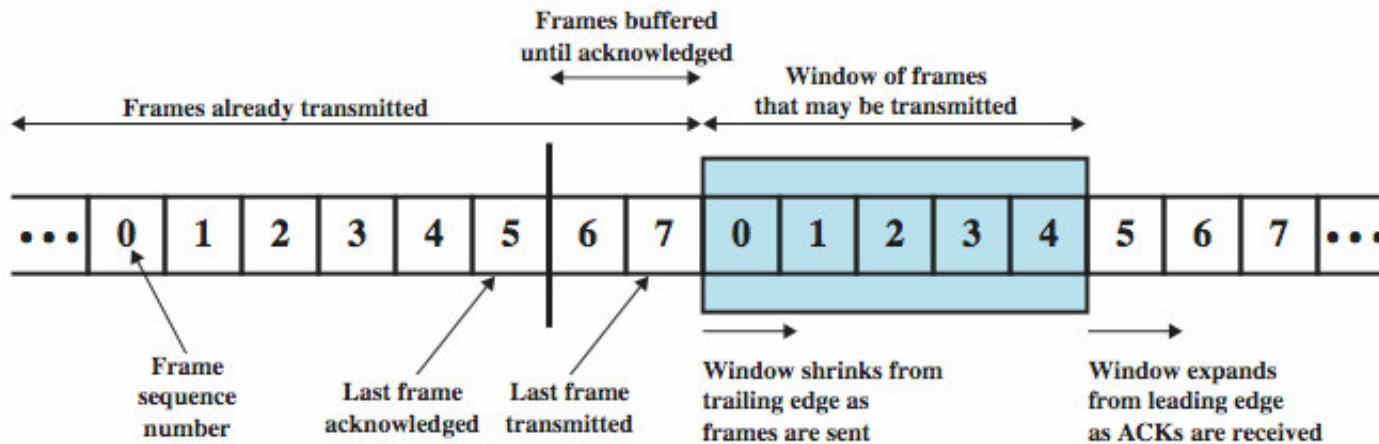 Frames buffered
until acknowledged
Window of frames
that may be transmitted
Frames already transmitted
••• 0 1 2 3 4 5 6 7 0 1 2 3 4 5 6 7 •••
Frame
sequence
number
Last frame
acknowledged
Last frame
transmitted
Window shrinks from
trailing edge as
frames are sent
Window expands
from leading edge
as ACKs are received